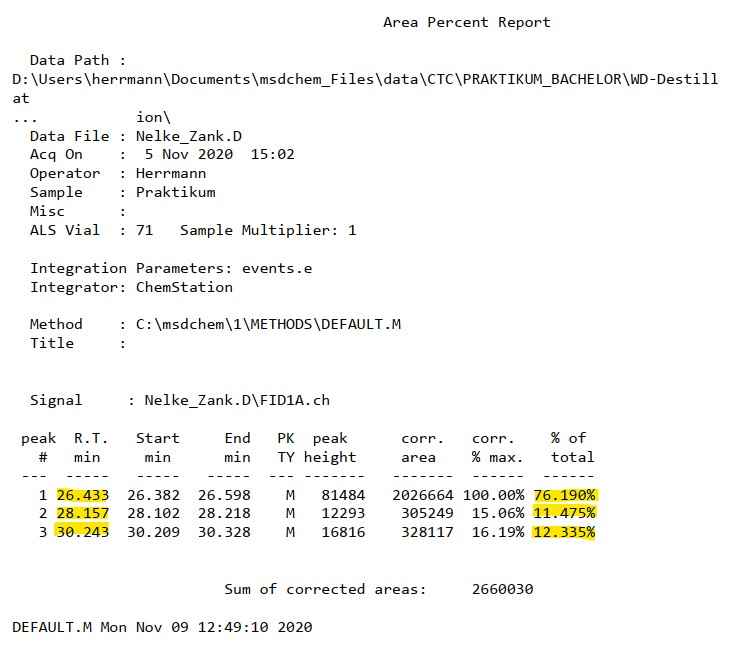 Area Percent Report
Data Path :
D:\Users\herrmann\Documents\msdchem_Files\data\CTC\PRAKTIKUM_BACHELOR\WD-Destill
at
... ion\
Data File : Nelke_Zank.D
Acq On : 5 Nov 2020 15:02
Operator : Herrmann
Sample : Praktikum
Misc :
ALS Vial : 71 Sample Multiplier: 1
Integration Parameters: events.e
Integrator: ChemStation
Method : C:\msdchem\1\METHODS\DEFAULT.M
Title :
Signal : Nelke_Zank.D\FID1A.ch
peak R.T. Start End PK peak corr. corr. % of
# min min min TY height area % max. total
--- ----- ----- ----- --- ------- ------- ------ ------
1 26.433 26.382 26.598 M 81484 2026664 100.00% 76.190%
2 28.157 28.102 28.218 M 12293 305249 15.06% 11.475%
3 30.243 30.209 30.328 M 16816 328117 16.19% 12.335%
Sum of corrected areas: 2660030
DEFAULT.M Mon Nov 09 12:49:10 2020